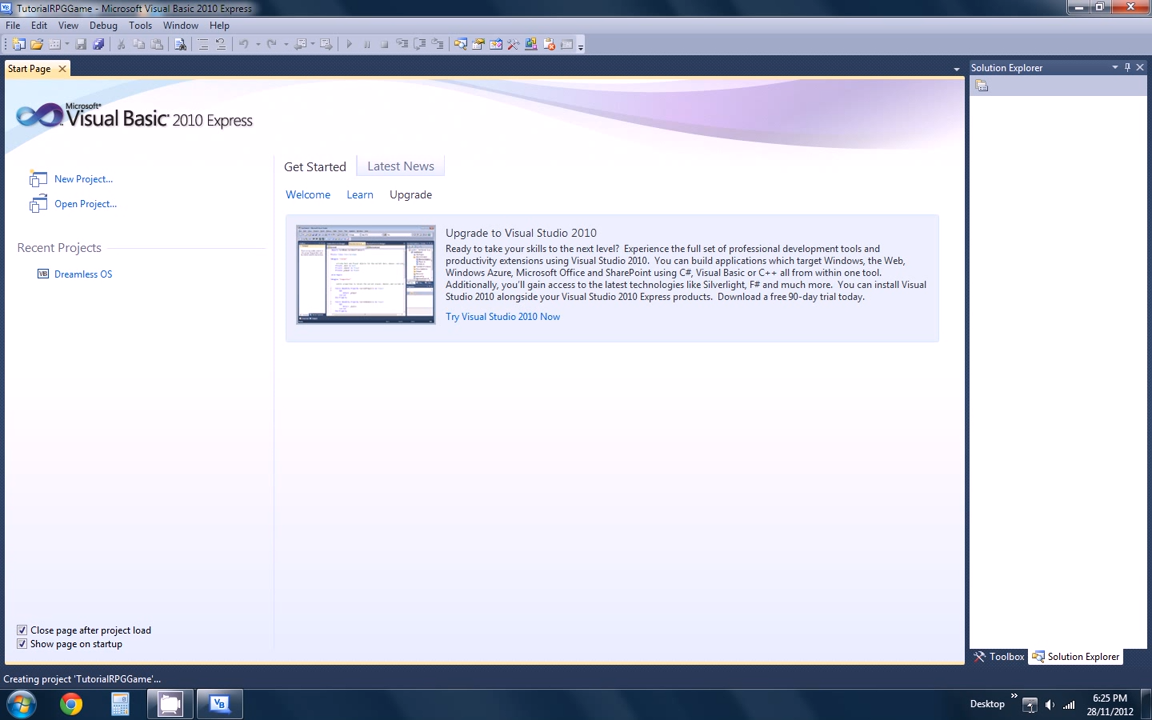 TutorialRPGGame - Microsoft Visual Basic 2010 Express
File Edit View Debug Tools Window Help
Start Page
Solution Explorer
Microsoft®
Visual Basic® 2010 Express
New Project...
Open Project...
Recent Projects
Dreamless OS
Get Started Latest News
Welcome Learn Upgrade
Upgrade to Visual Studio 2010
Ready to take your skills to the next level? Experience the full set of professional development tools and
productivity extensions using Visual Studio 2010. You can build applications which target Windows, the Web,
Windows Azure, Microsoft Office and SharePoint using C#, Visual Basic or C++ all from within one tool.
Additionally, you'll gain access to the latest technologies like Silverlight, F# and much more. You can install Visual
Studio 2010 alongside your Visual Studio 2010 Express products. Download a free 90-day trial today.
Try Visual Studio 2010 Now
Close page after project load
Show page on startup
Toolbox Solution Explorer
Creating project 'TutorialRPGGame'...
VB
Desktop
6:25 PM
28/11/2012